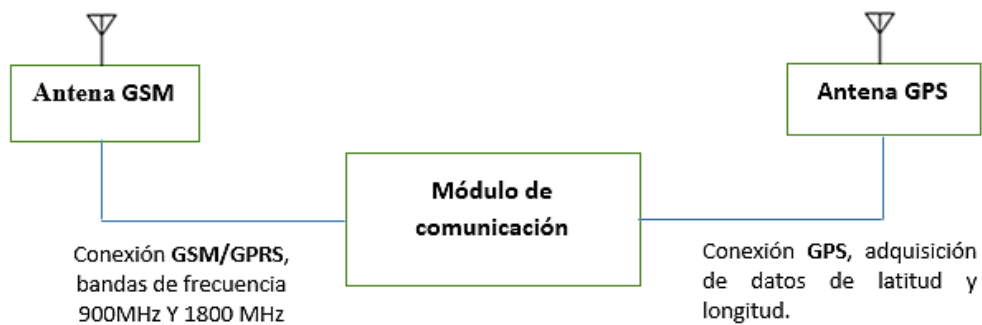 Antena GSM
Antena GPS
Módulo de
comunicación
Conexión GSM/GPRS,
bandas de frecuencia
900MHz Y 1800 MHz
Conexión GPS, adquisición
de datos de latitud y
longitud.